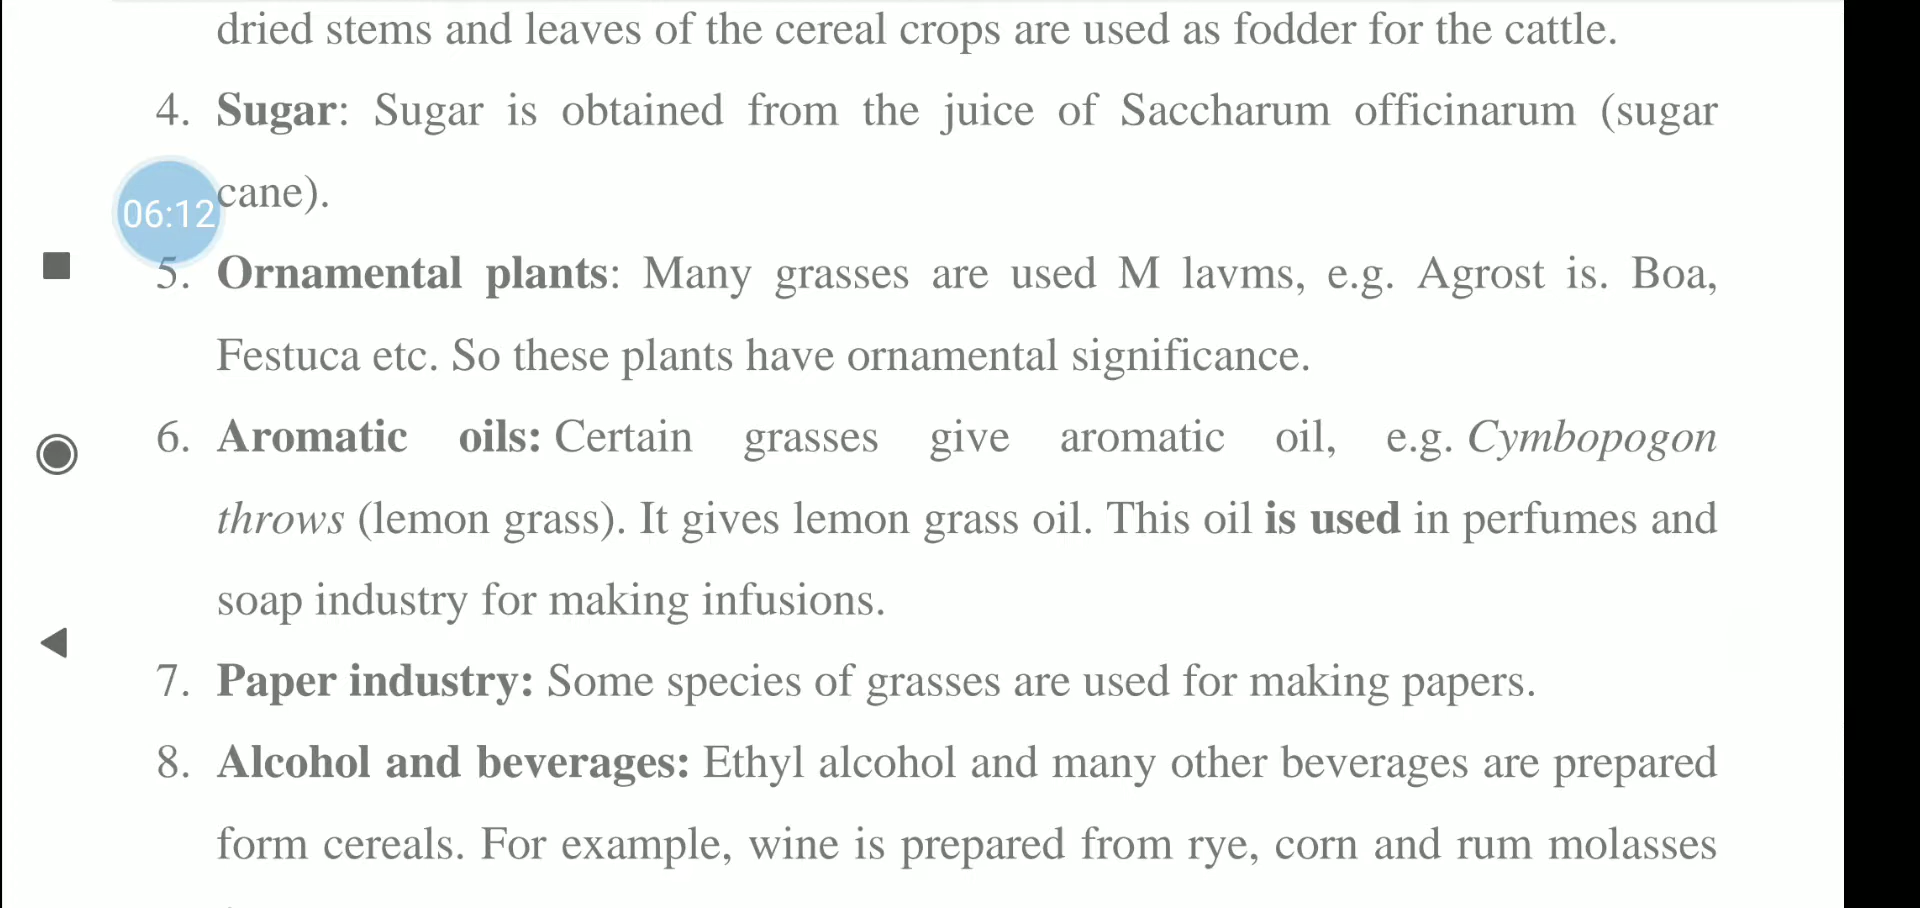 dried stems and leaves of the cereal crops are used as fodder for the cattle.
4. Sugar: Sugar is obtained from the juice of Saccharum officinarum (sugar
cane).
06:12
5. Ornamental plants: Many grasses are used M lavms, e.g. Agrost is. Boa,
Festuca etc. So these plants have ornamental significance.
6. Aromatic oils: Certain grasses give aromatic oil, e.g. Cymbopogon
throws (lemon grass). It gives lemon grass oil. This oil is used in perfumes and
soap industry for making infusions.
7. Paper industry: Some species of grasses are used for making papers.
8. Alcohol and beverages: Ethyl alcohol and many other beverages are prepared
form cereals. For example, wine is prepared from rye, corn and rum molasses